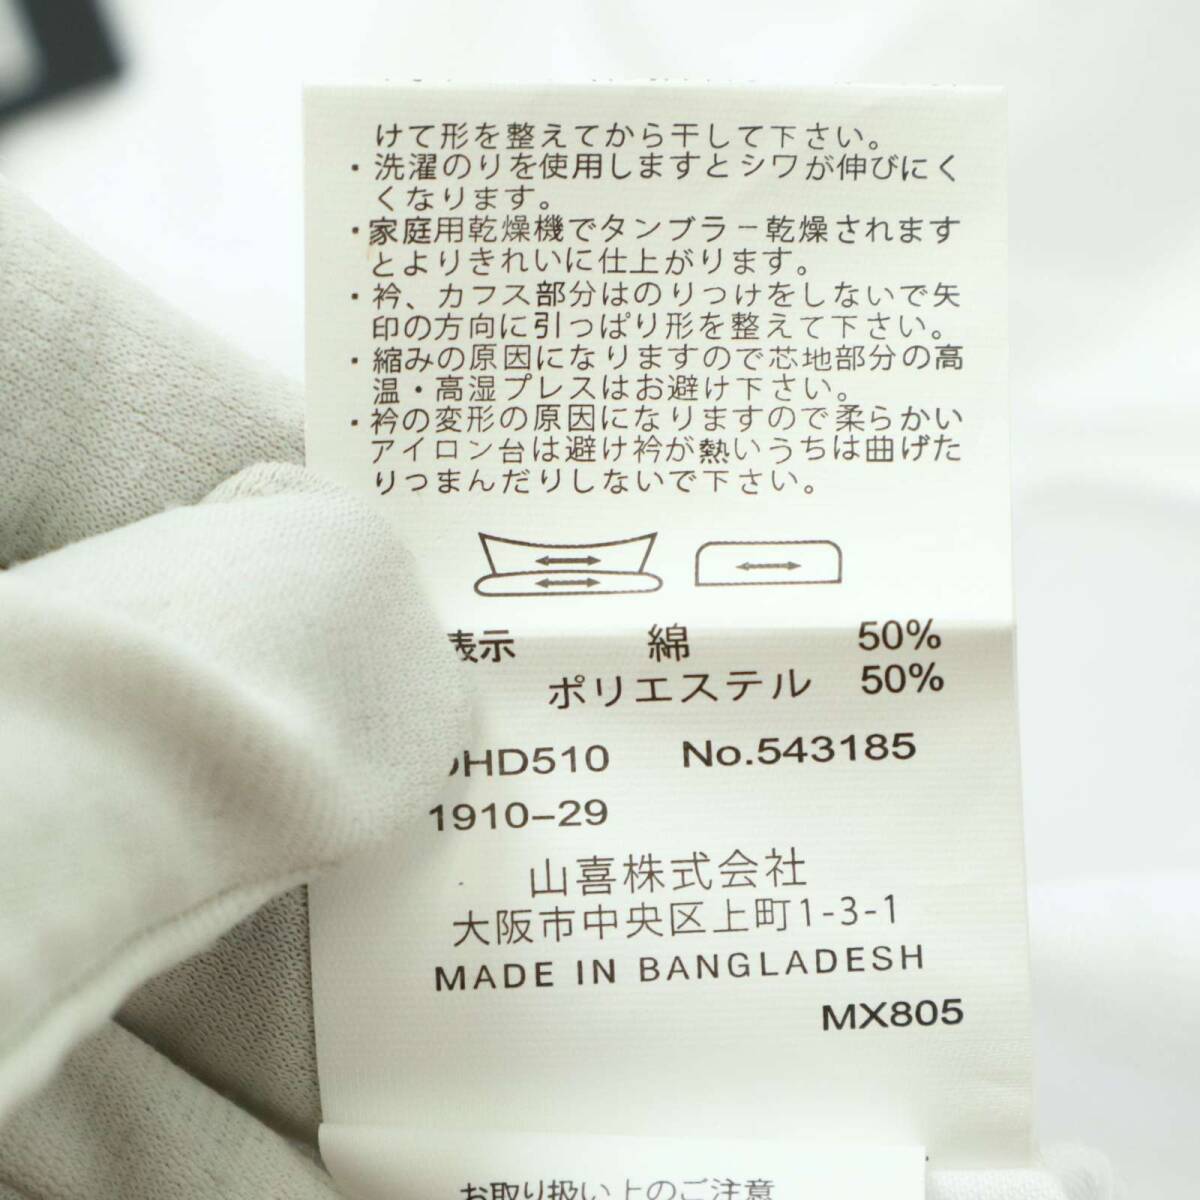 けて形を整えてから干して下さい。
・洗濯のりを使用しますとシワが伸びにく
くなります。
・家庭用乾燥機でタンブラー乾燥されます
とよりきれいに仕上がります。
・衿、カフス部分はのりつけをしないで矢
印の方向に引っぱり形を整えて下さい。
・縮みの原因になりますので芯地部分の高
温・高湿プレスはお避け下さい。
・衿の変形の原因になりますので柔らかい
アイロン台は避け衿が熱いうちは曲げた
りつまんだりしないで下さい。
表示 綿 50%
ポリエステル 50%
HD510 No.543185
1910-29
山喜株式会社
大阪市中央区上町1-3-1
MADE IN BANGLADESH
MX805
お取り扱い上のご注意